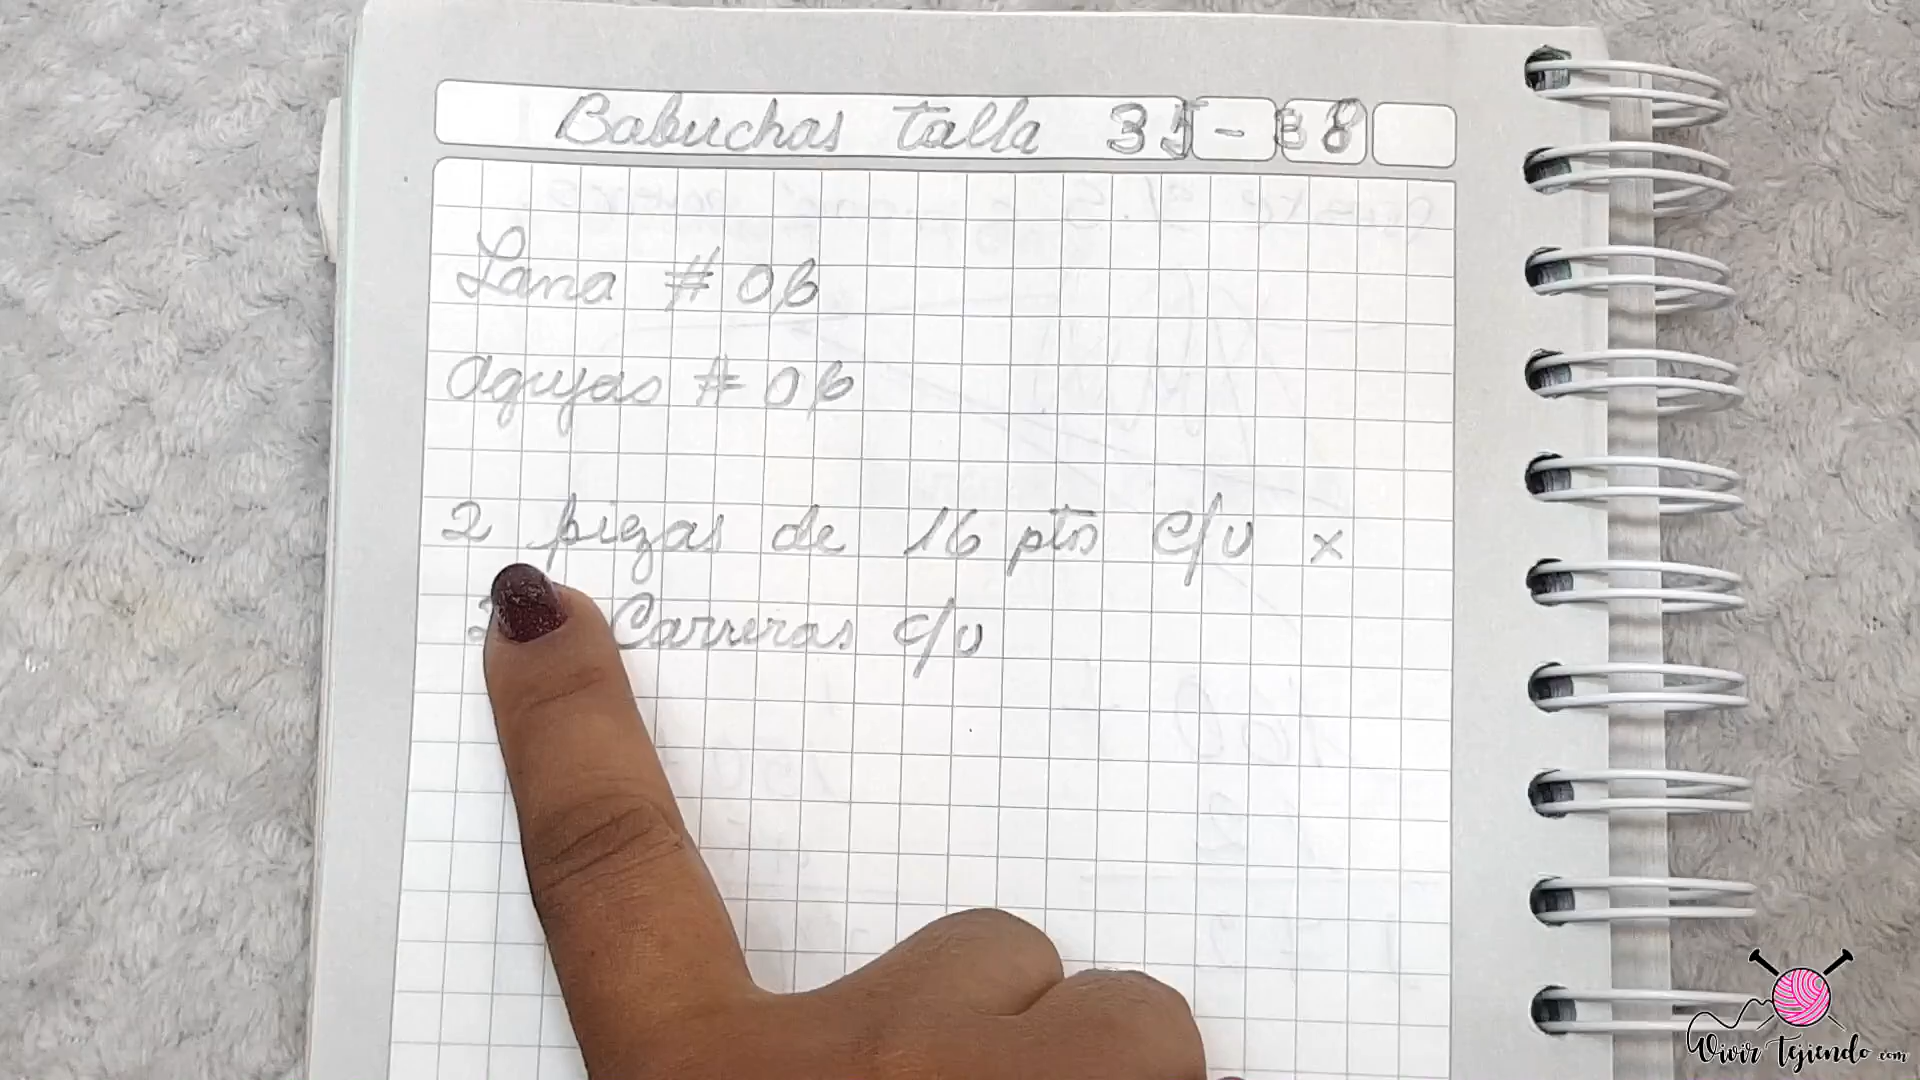 Babuchas talla 35-38
Lana # 06
agujas # 06
2 piezas de 16 pts c/u x
Carreras c/u
Vivir Tejiendo.com